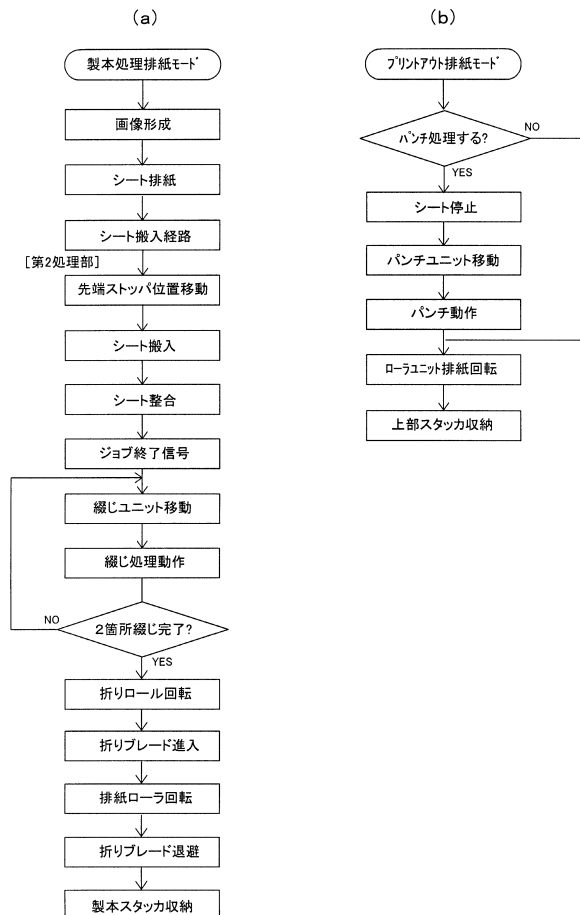 (a)
製本処理排紙モード
画像形成
シート排紙
シート搬入経路
［第2処理部］
先端ストッパ位置移動
シート搬入
シート整合
ジョブ終了信号
綴じユニット移動
綴じ処理動作
NO
２箇所綴じ完了?
YES
折りロール回転
折りブレード進入
排紙ローラ回転
折りブレード退避
製本スタッカ収納
(b)
プリントアウト排紙モード
パンチ処理する?
NO
YES
シート停止
パンチユニット移動
パンチ動作
ローラユニット排紙回転
上部スタッカ収納